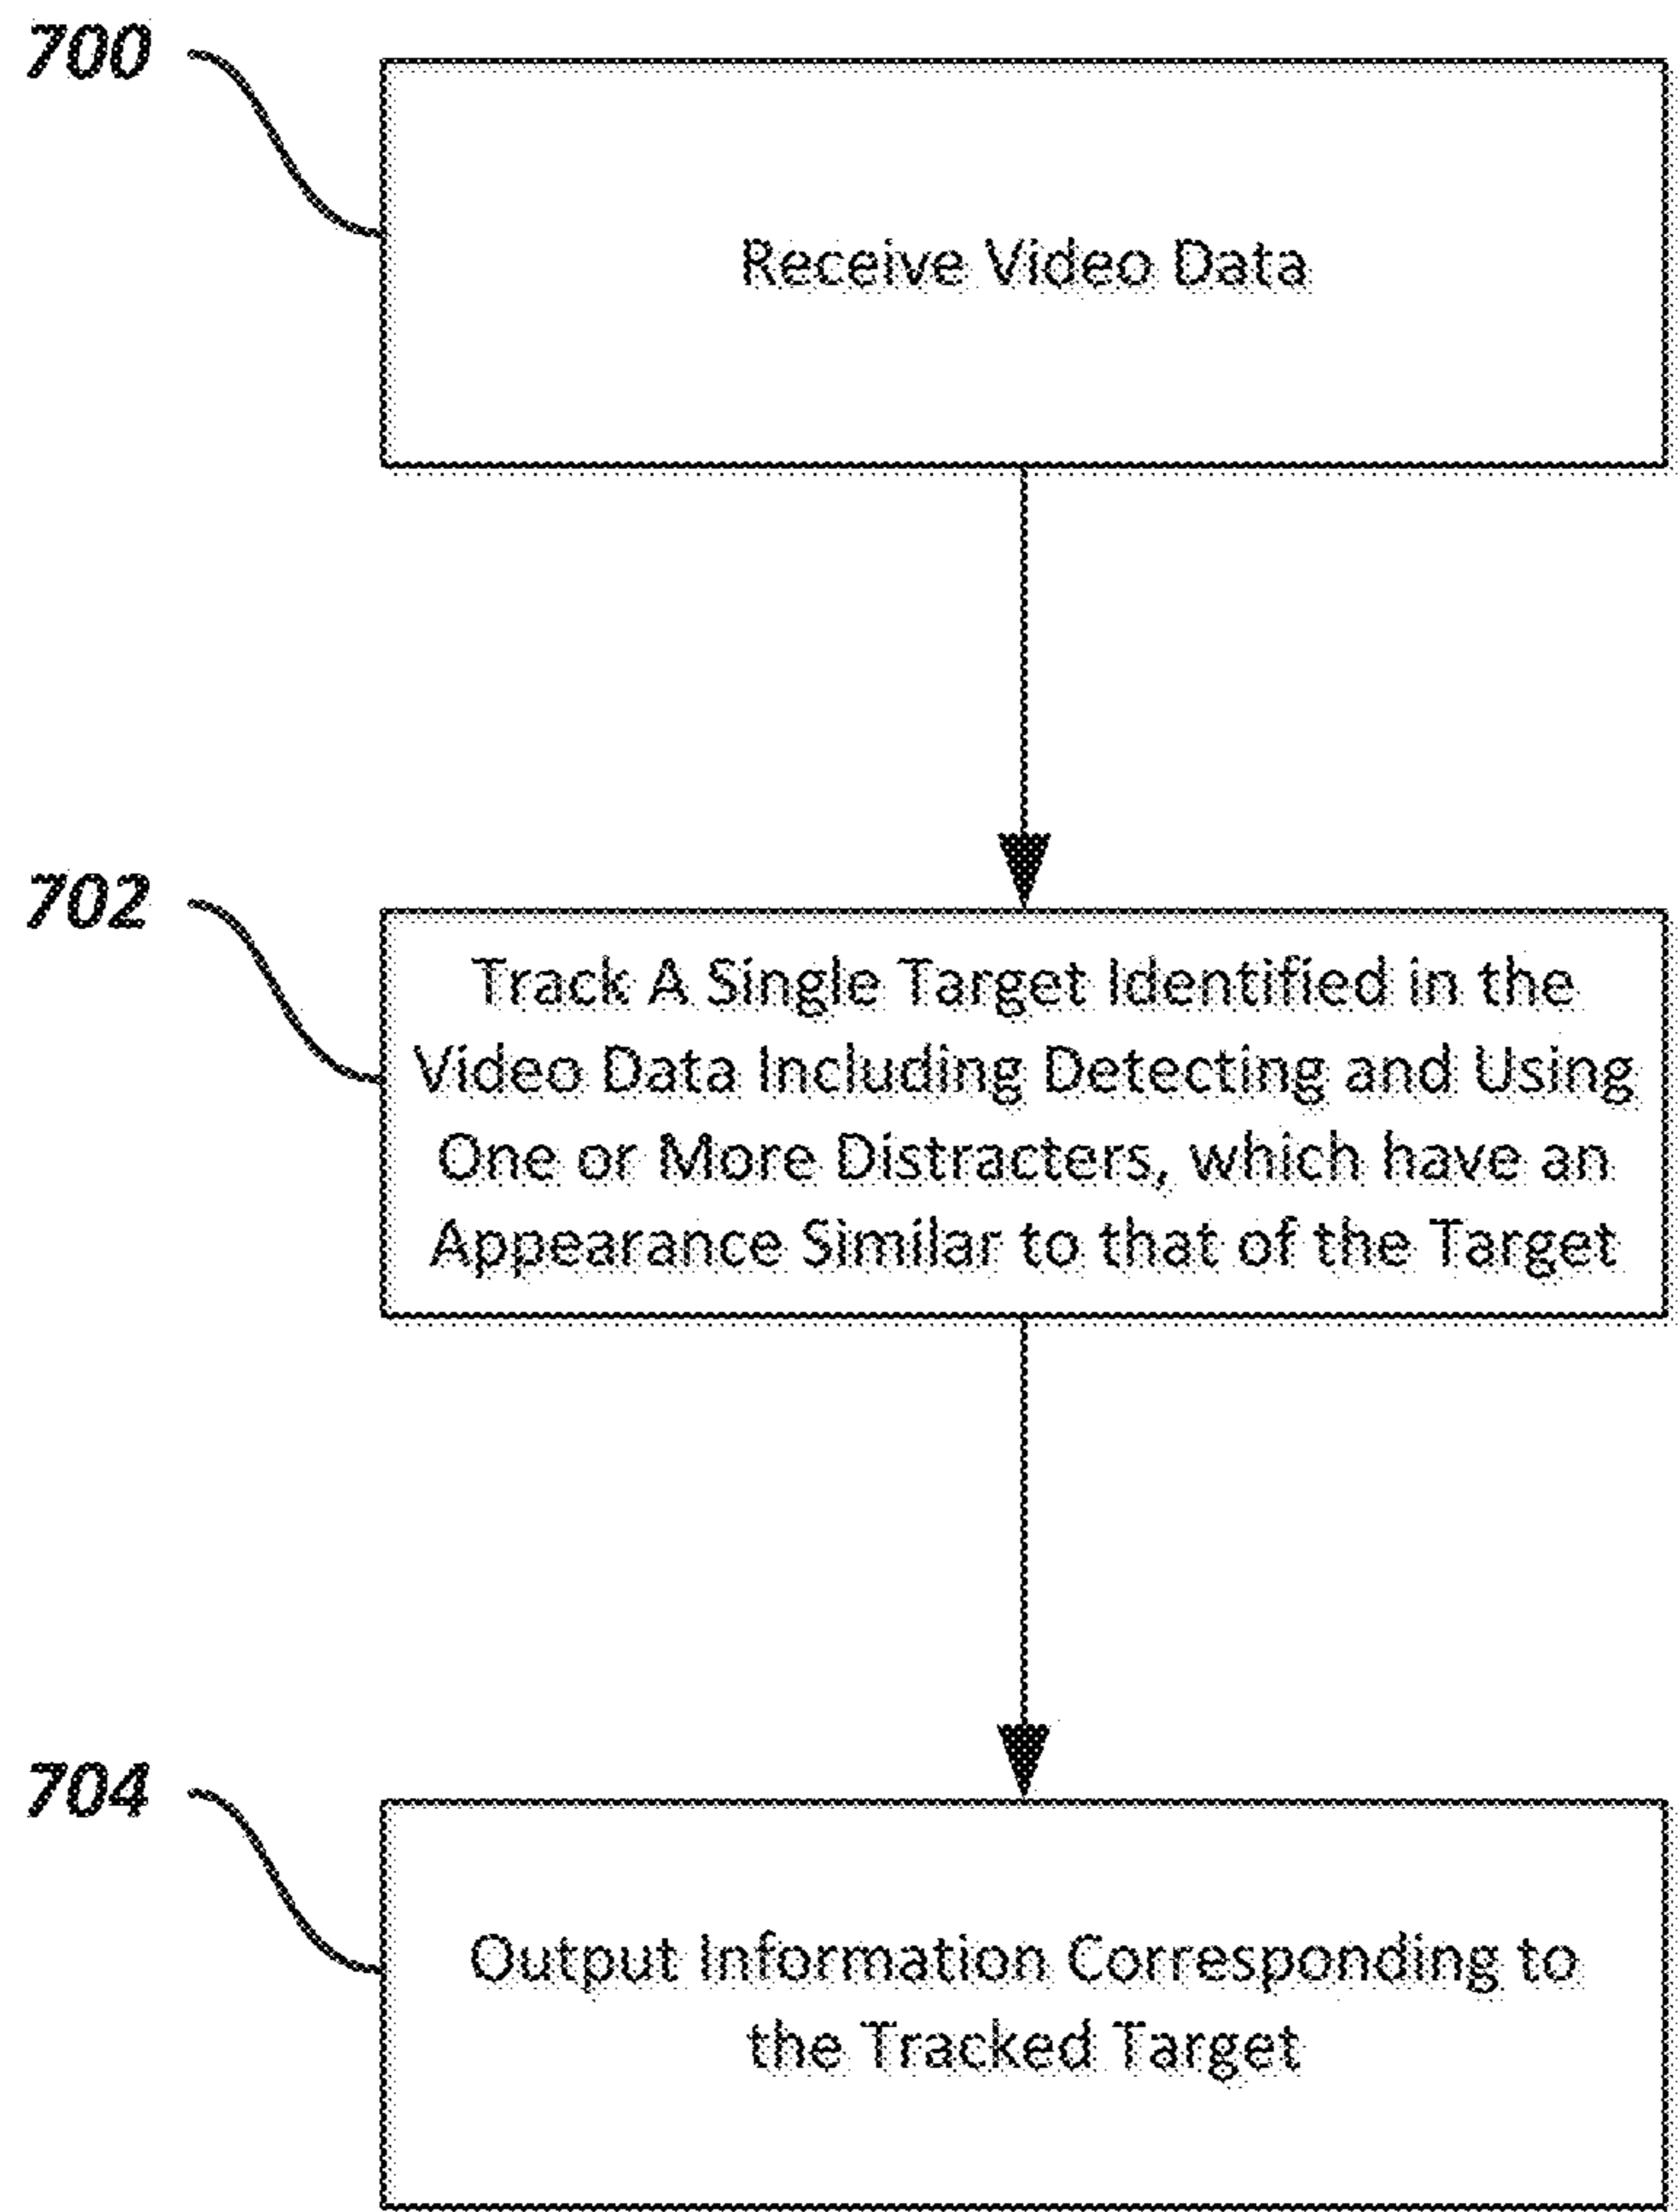 700
Receive Video Data
702
Track A Single Target Identified in the
Video Data Including Detecting and Using
One or More Distracters, which have an
Appearance Similar to that of the Target
704
Output Information Corresponding to
the Tracked Target